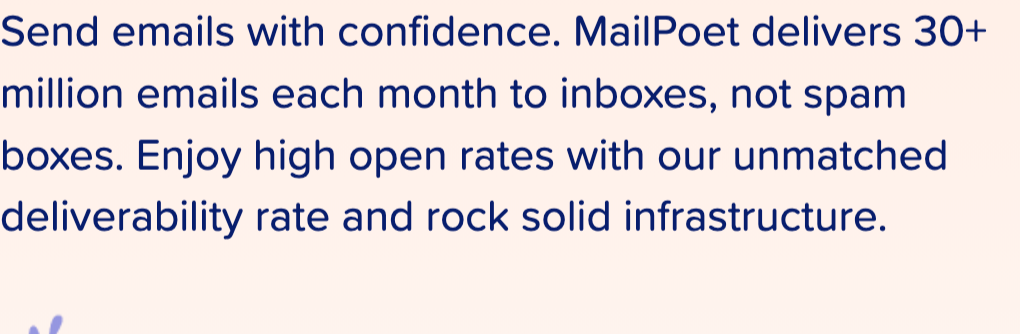 Send emails with confidence. MailPoet delivers 30+
million emails each month to inboxes, not spam
boxes. Enjoy high open rates with our unmatched
deliverability rate and rock solid infrastructure.